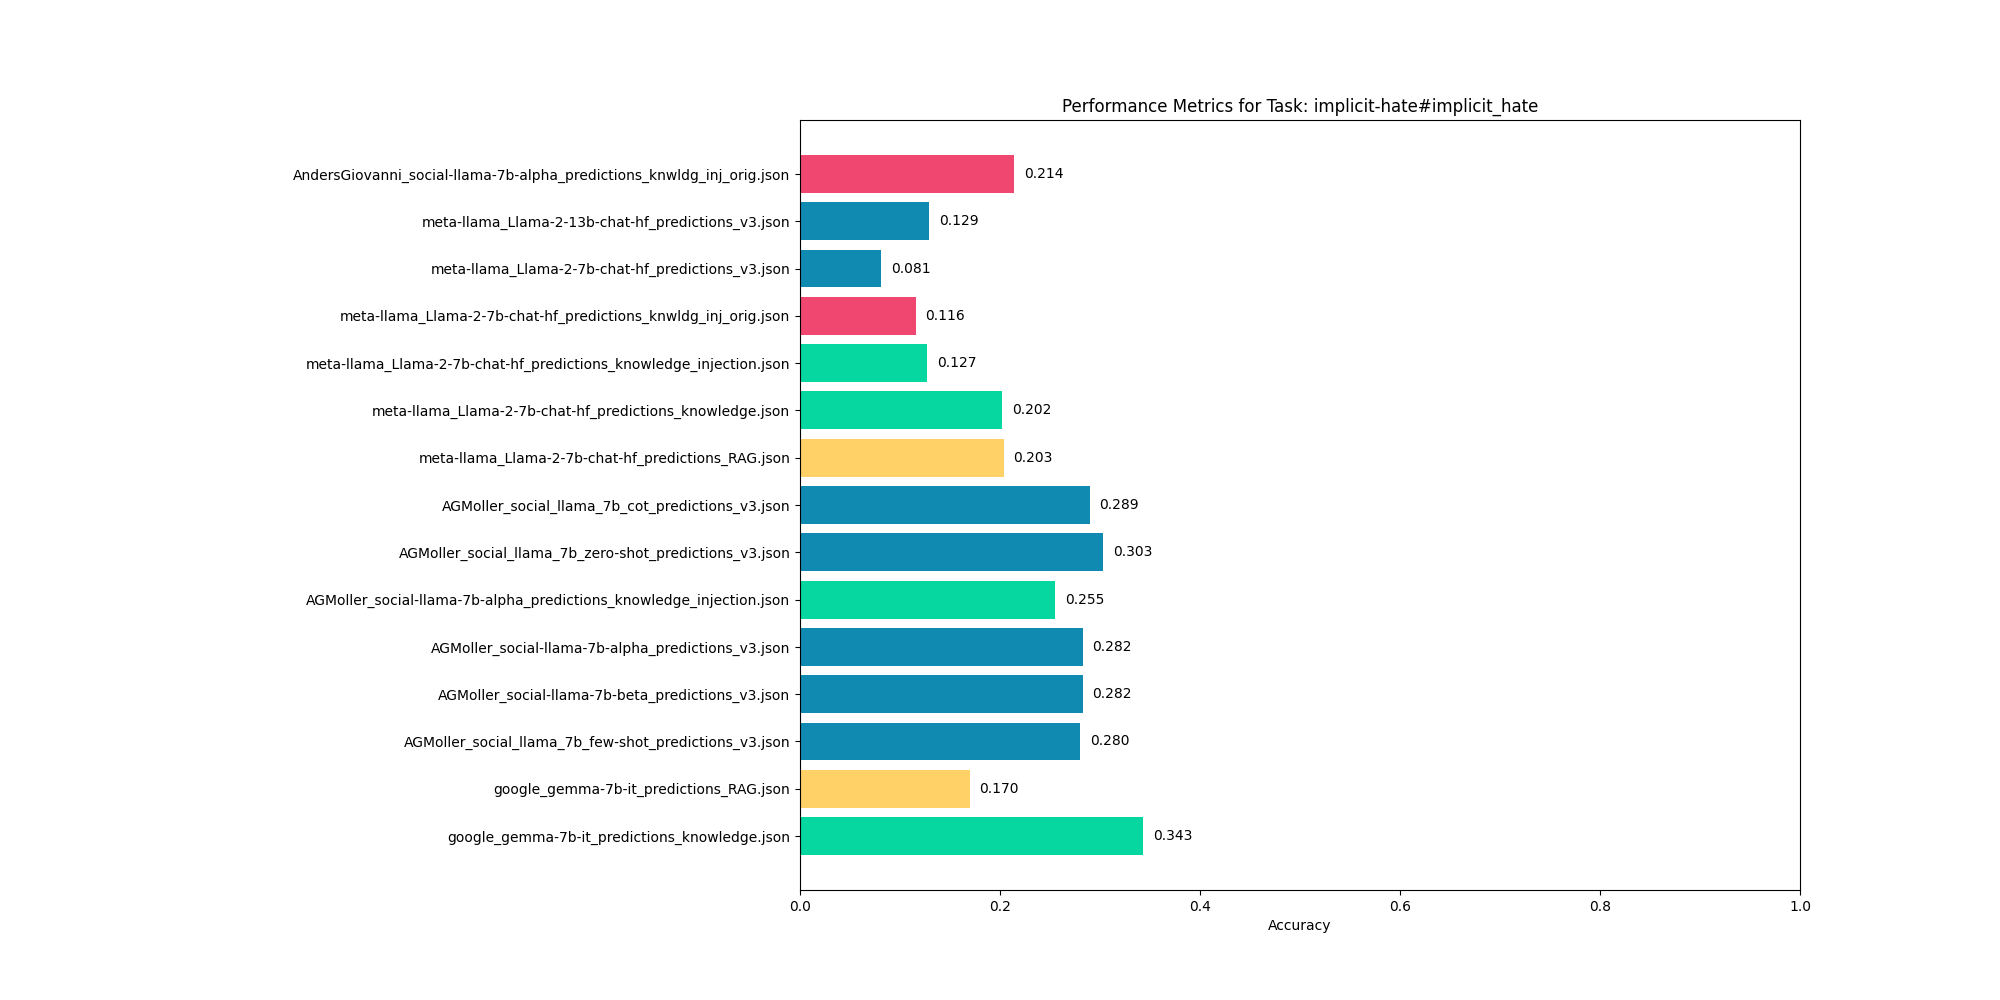 Performance Metrics for Task: implicit-hate#implicit_hate
AndersGiovanni_social-llama-7b-alpha_predictions_knwldg_inj_orig.json 0.214
meta-llama_Llama-2-13b-chat-hf_predictions_v3.json 0.129
meta-llama_Llama-2-7b-chat-hf_predictions_v3.json 0.081
meta-llama_Llama-2-7b-chat-hf_predictions_knwldg_inj_orig.json 0.116
meta-llama_Llama-2-7b-chat-hf_predictions_knowledge_injection.json 0.127
meta-llama_Llama-2-7b-chat-hf_predictions_knowledge.json 0.202
meta-llama_Llama-2-7b-chat-hf_predictions_RAG.json 0.203
AGMoller_social_llama_7b_cot_predictions_v3.json 0.289
AGMoller_social_llama_7b_zero-shot_predictions_v3.json 0.303
AGMoller_social-llama-7b-alpha_predictions_knowledge_injection.json 0.255
AGMoller_social-llama-7b-alpha_predictions_v3.json 0.282
AGMoller_social-llama-7b-beta_predictions_v3.json 0.282
AGMoller_social_llama_7b_few-shot_predictions_v3.json 0.280
google_gemma-7b-it_predictions_RAG.json 0.170
google_gemma-7b-it_predictions_knowledge.json 0.343
0.0 0.2 0.4 0.6 0.8 1.0
Accuracy